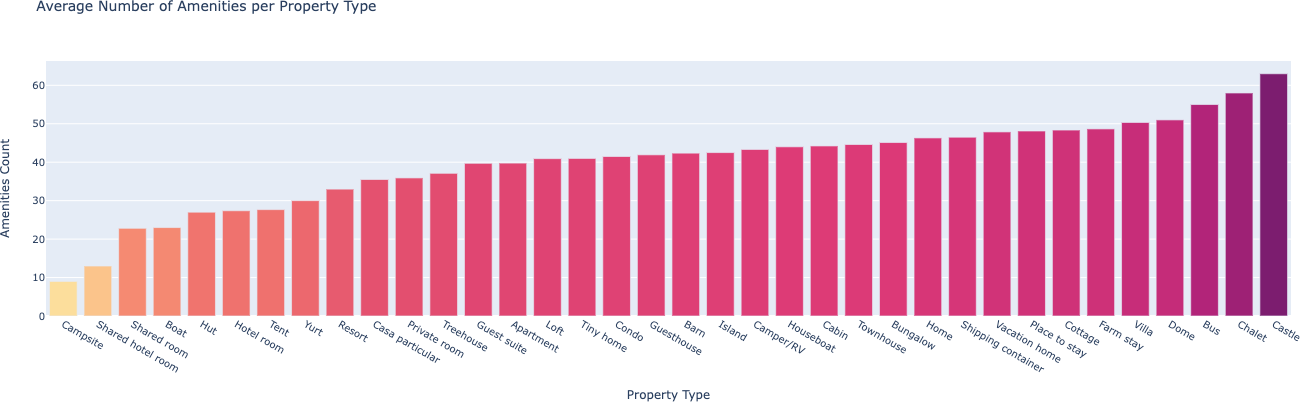 Average Number of Amenities per Property Type
Amenities Count
60
50
40
30
20
10
0
Campsite
Shared hotel room
Shared room
Boat
Hut
Hotel room
Tent
Yurt
Resort
Casa particular
Private room
Treehouse
Guest suite
Apartment
Loft
Tiny home
Condo
Guesthouse
Barn
Island
Camper/RV
Houseboat
Cabin
Townhouse
Bungalow
Home
Shipping container
Vacation home
Place to stay
Cottage
Farm stay
Villa
Dome
Bus
Chalet
Castle
Property Type